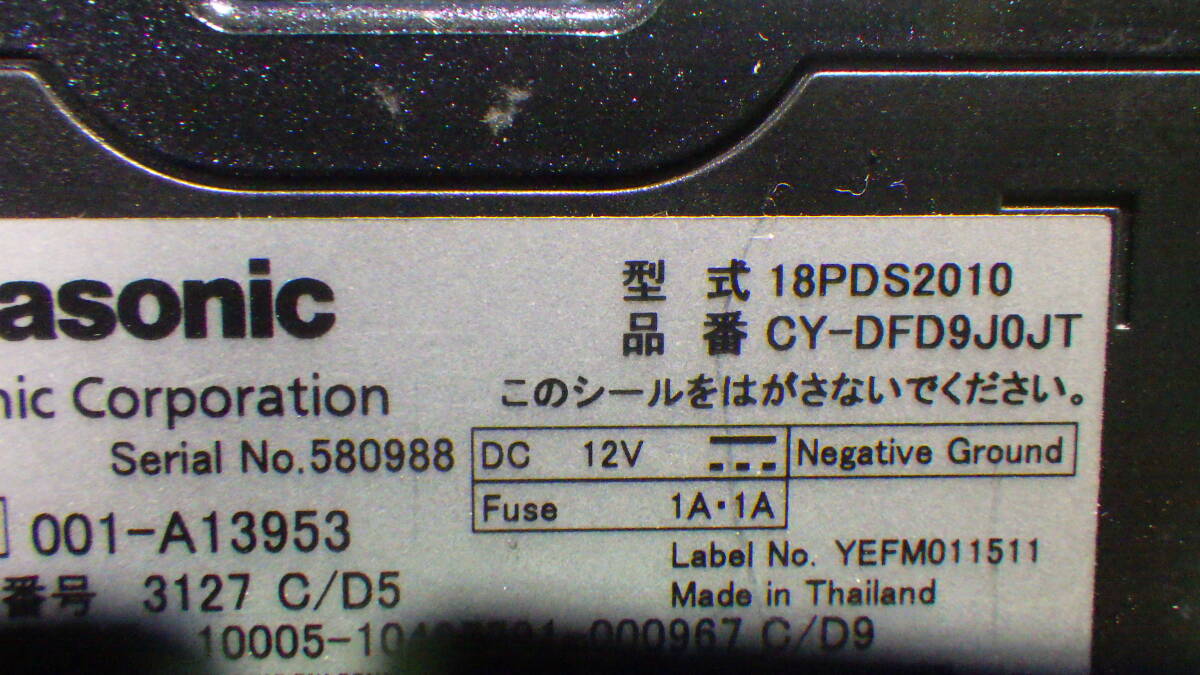 asonic
型 式 18PDS2010
品 番 CY-DFD9J0JT
nic Corporation
このシールをはがさないでください。
Serial No.580988
DC 12V
Negative Ground
Fuse 1A・1A
001-A13953
Label No. YEFM011511
番号 3127 C/D5
Made in Thailand
10005-10 -000967 C/D9